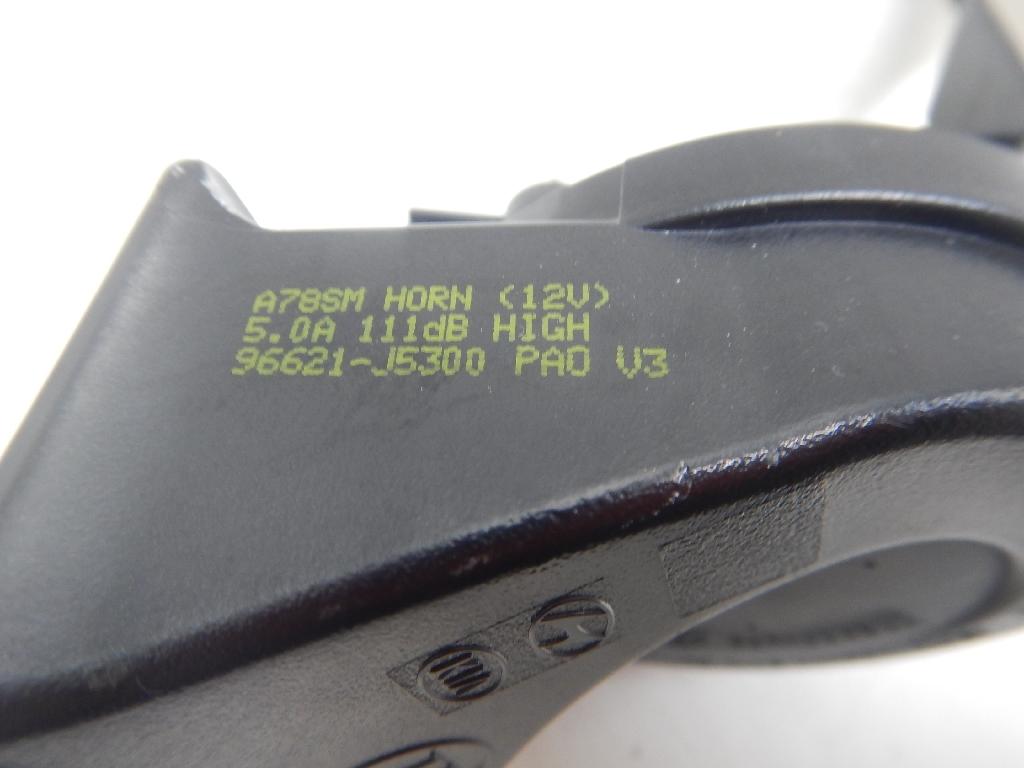 A78SM HORN (12V)
5.0A 111dB HIGH
96621-J5300 PAO V3